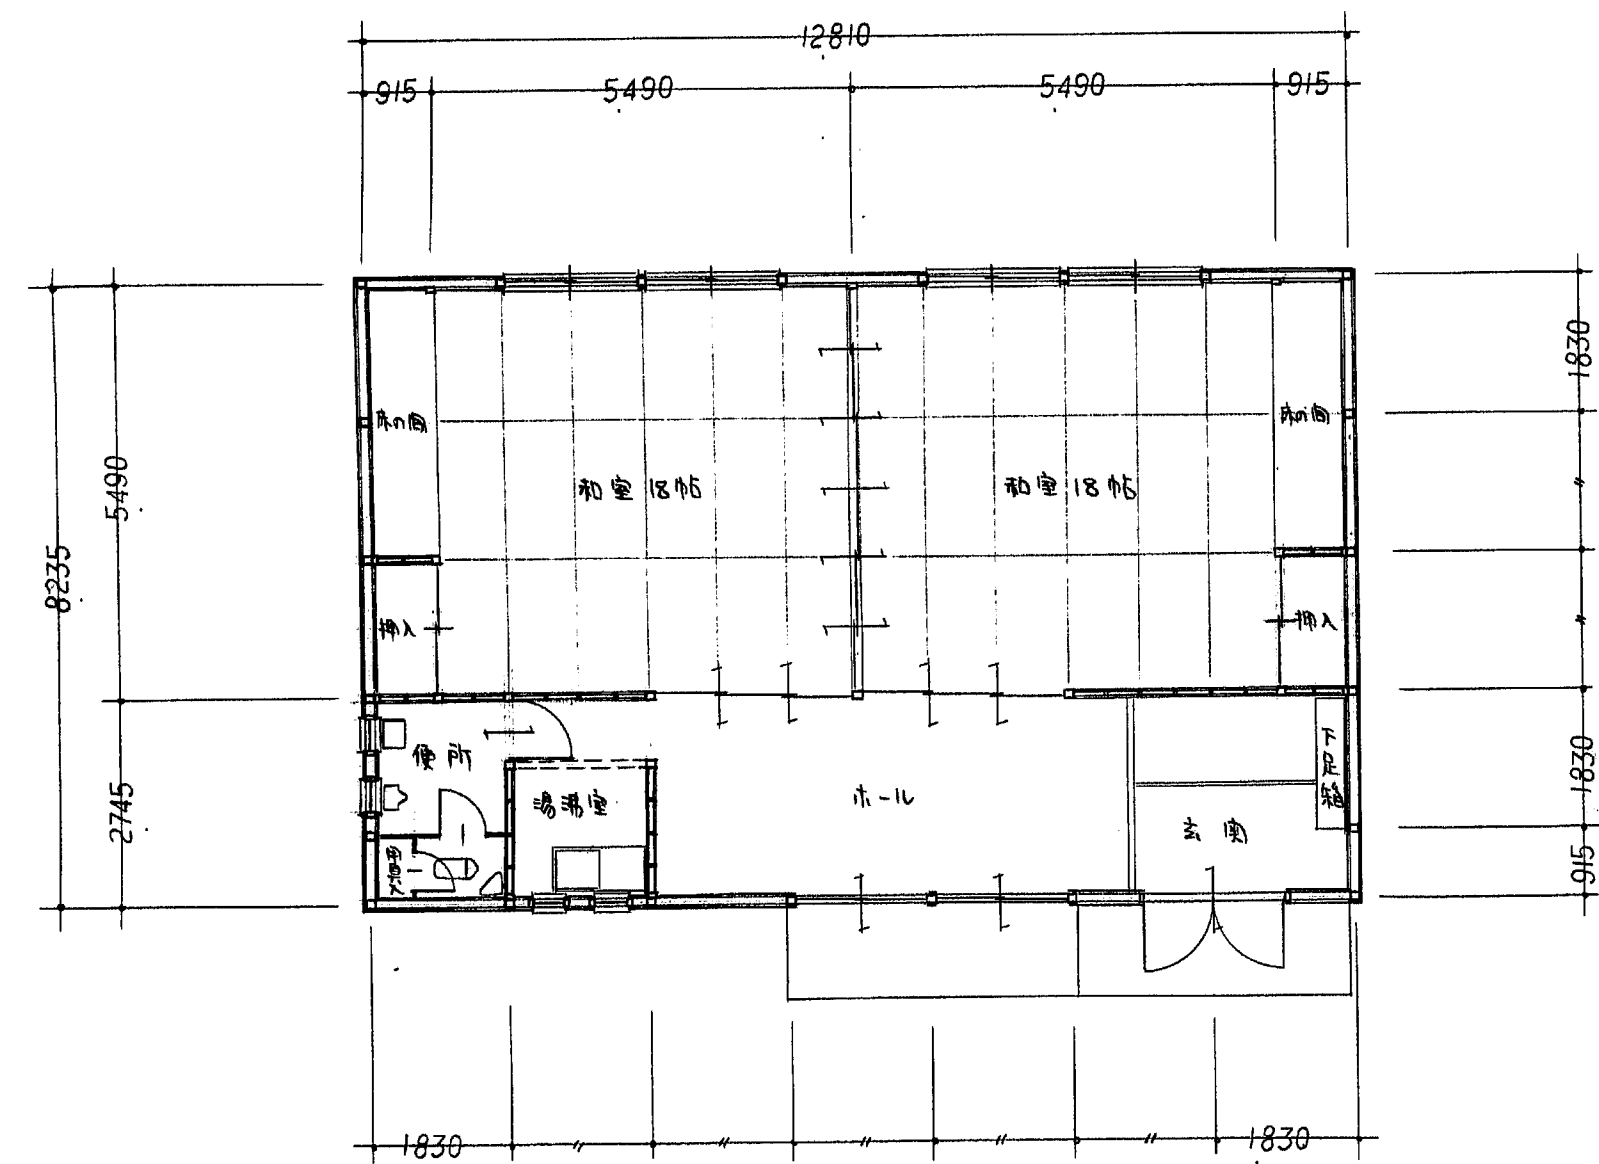 12810
915 5490 5490 915
1830
床の間 床の間
和室 18帖 和室 18帖
〃
5490
8235
押入 押入
〃
便所
下足箱
1830
2745
湯沸室 ホール
玄関
915
1830 〃 〃 〃 〃 〃 1830